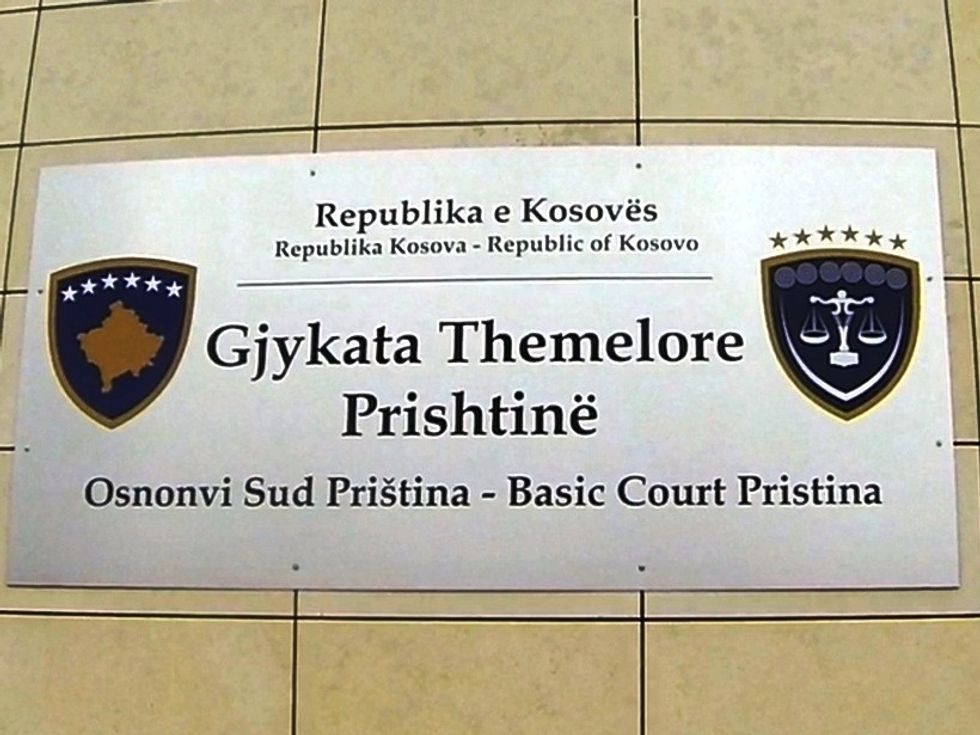 Republika e Kosovës
Republika Kosova - Republic of Kosovo
Gjykata Themelore
Prishtinë
Osnonvi Sud Priština - Basic Court Pristina